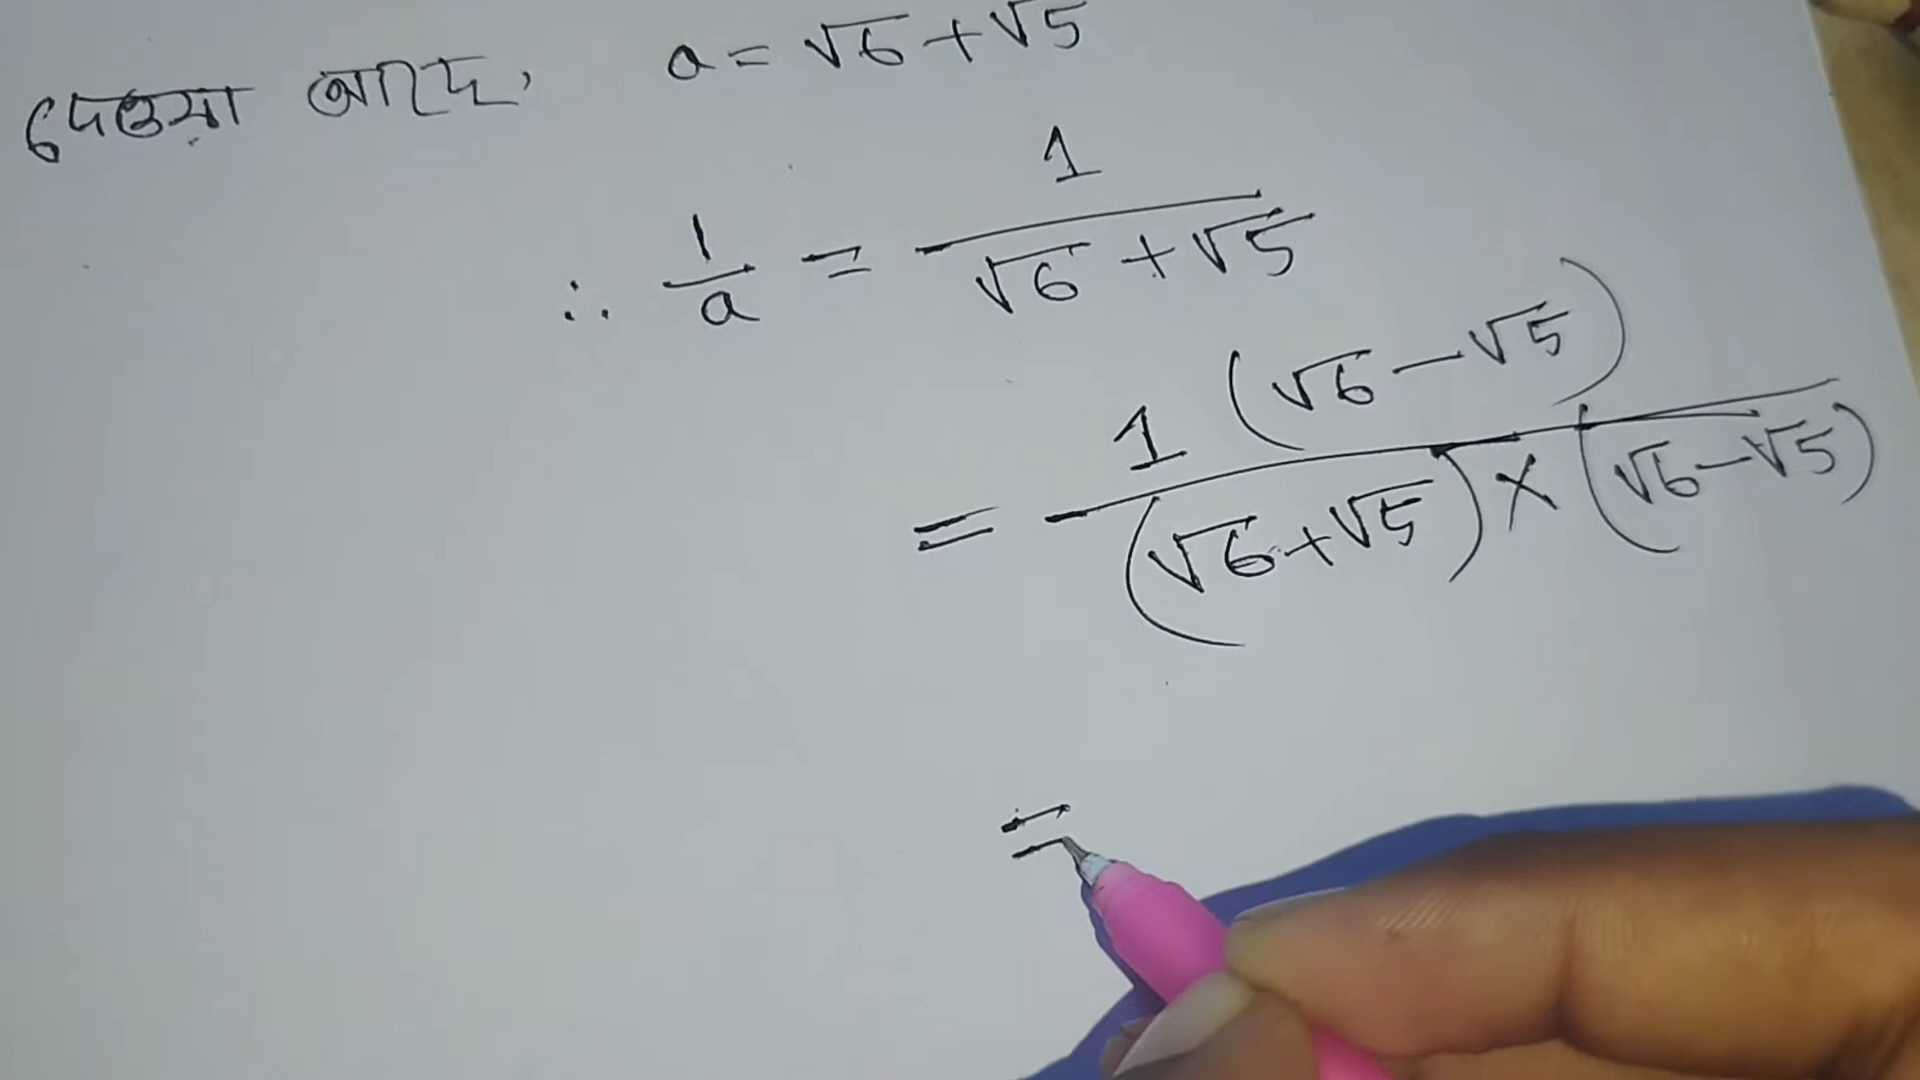 দেওয়া আছে, a = √6 + √5
∴ 1/a = 1/(√6 + √5)
= 1 (√6 − √5)/((√6 + √5) × (√6 − √5))
=